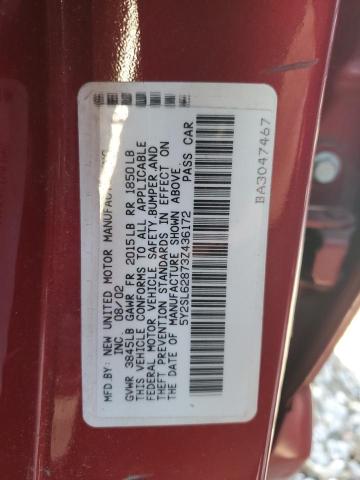 MFD BY: NEW UNITED MOTOR MANUFACTURING
INC. 08/02
GVWR 3845LB GAWR FR 2015LB RR 1850LB
THIS VEHICLE CONFORMS TO ALL APPLICABLE
FEDERAL MOTOR VEHICLE SAFETY BUMPER, AND
THEFT PREVENTION STANDARDS IN EFFECT ON
THE DATE OF MANUFACTURE SHOWN ABOVE.
5Y2SL62873Z436172 PASS CAR
BA3047467